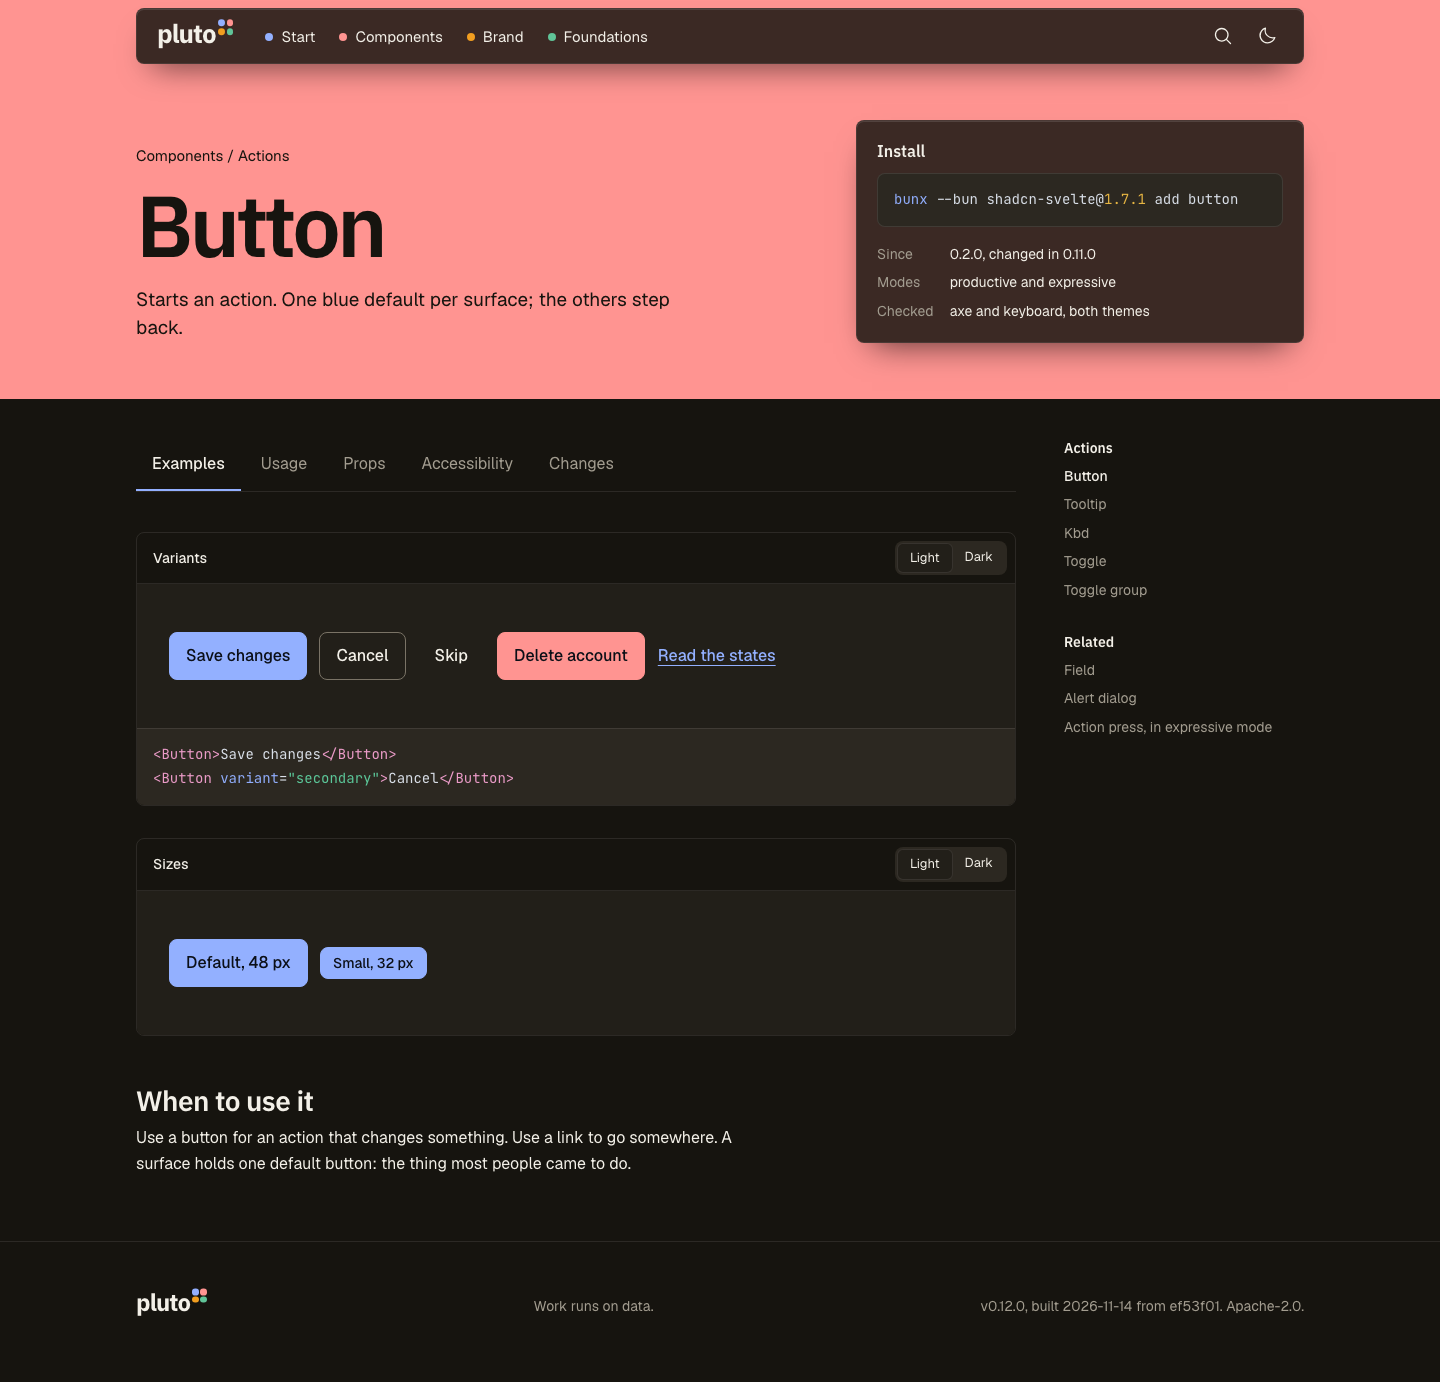 pluto
Start
Components
Brand
Foundations
Components / Actions
Button
Starts an action. One blue default per surface; the others step
back.
Install
bunx --bun shadcn-svelte@1.7.1 add button
Since 0.2.0, changed in 0.11.0
Modes productive and expressive
Checked axe and keyboard, both themes
Examples
Usage
Props
Accessibility
Changes
Variants
Light
Dark
Save changes
Cancel
Skip
Delete account
Read the states
<Button>Save changes</Button>
<Button variant="secondary">Cancel</Button>
Sizes
Light
Dark
Default, 48 px
Small, 32 px
When to use it
Use a button for an action that changes something. Use a link to go somewhere. A
surface holds one default button: the thing most people came to do.
Actions
Button
Tooltip
Kbd
Toggle
Toggle group
Related
Field
Alert dialog
Action press, in expressive mode
pluto
Work runs on data.
v0.12.0, built 2026-11-14 from ef53f01. Apache-2.0.